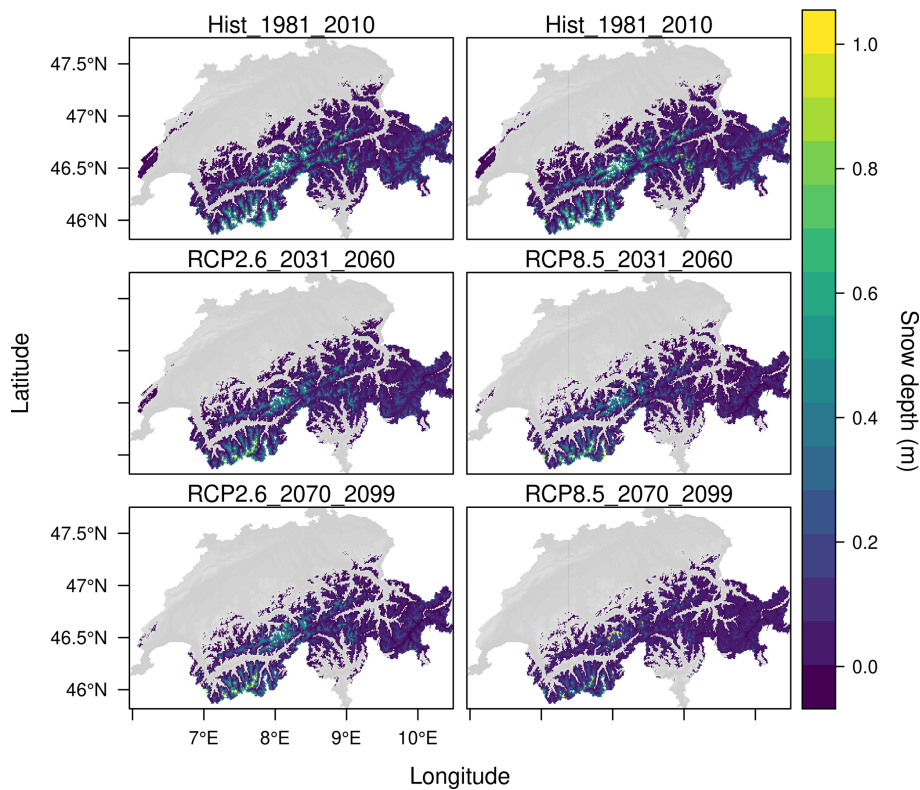 Hist_1981_2010
Hist_1981_2010
47.5°N
47°N
46.5°N
46°N
RCP2.6_2031_2060
RCP8.5_2031_2060
RCP2.6_2070_2099
RCP8.5_2070_2099
47.5°N
47°N
46.5°N
46°N
7°E
8°E
9°E
10°E
Longitude
Latitude
1.0
0.8
0.6
0.4
0.2
0.0
Snow depth (m)